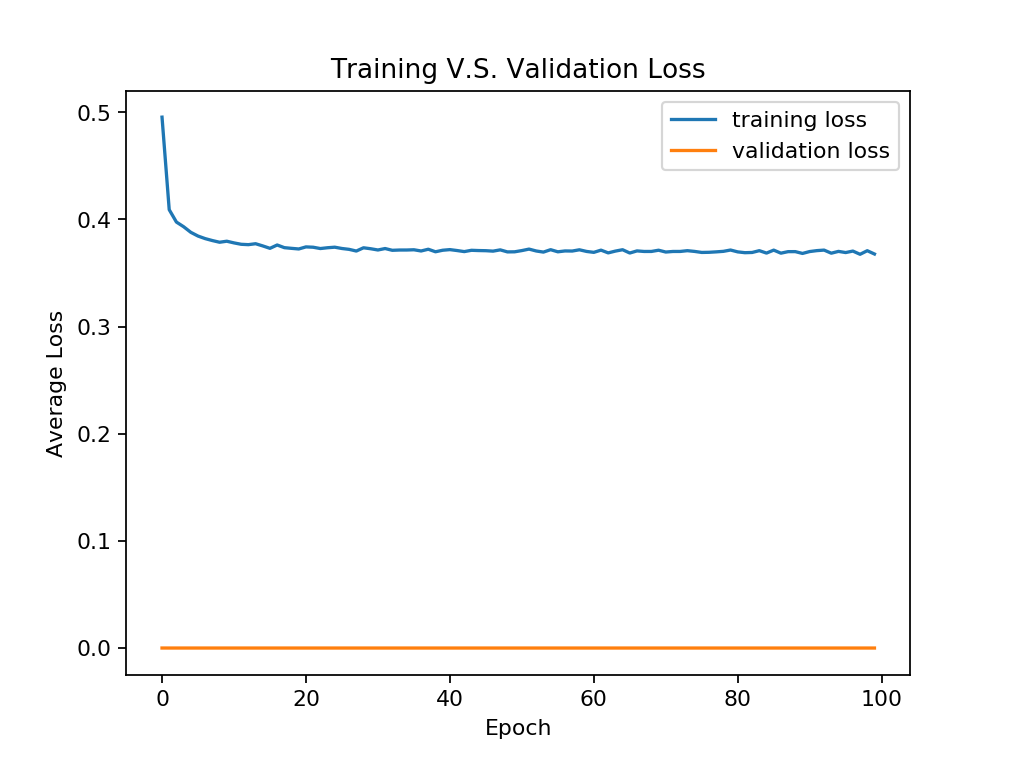 Training V.S. Validation Loss
training loss
validation loss
Average Loss
0.5
0.4
0.3
0.2
0.1
0.0
0 20 40 60 80 100
Epoch